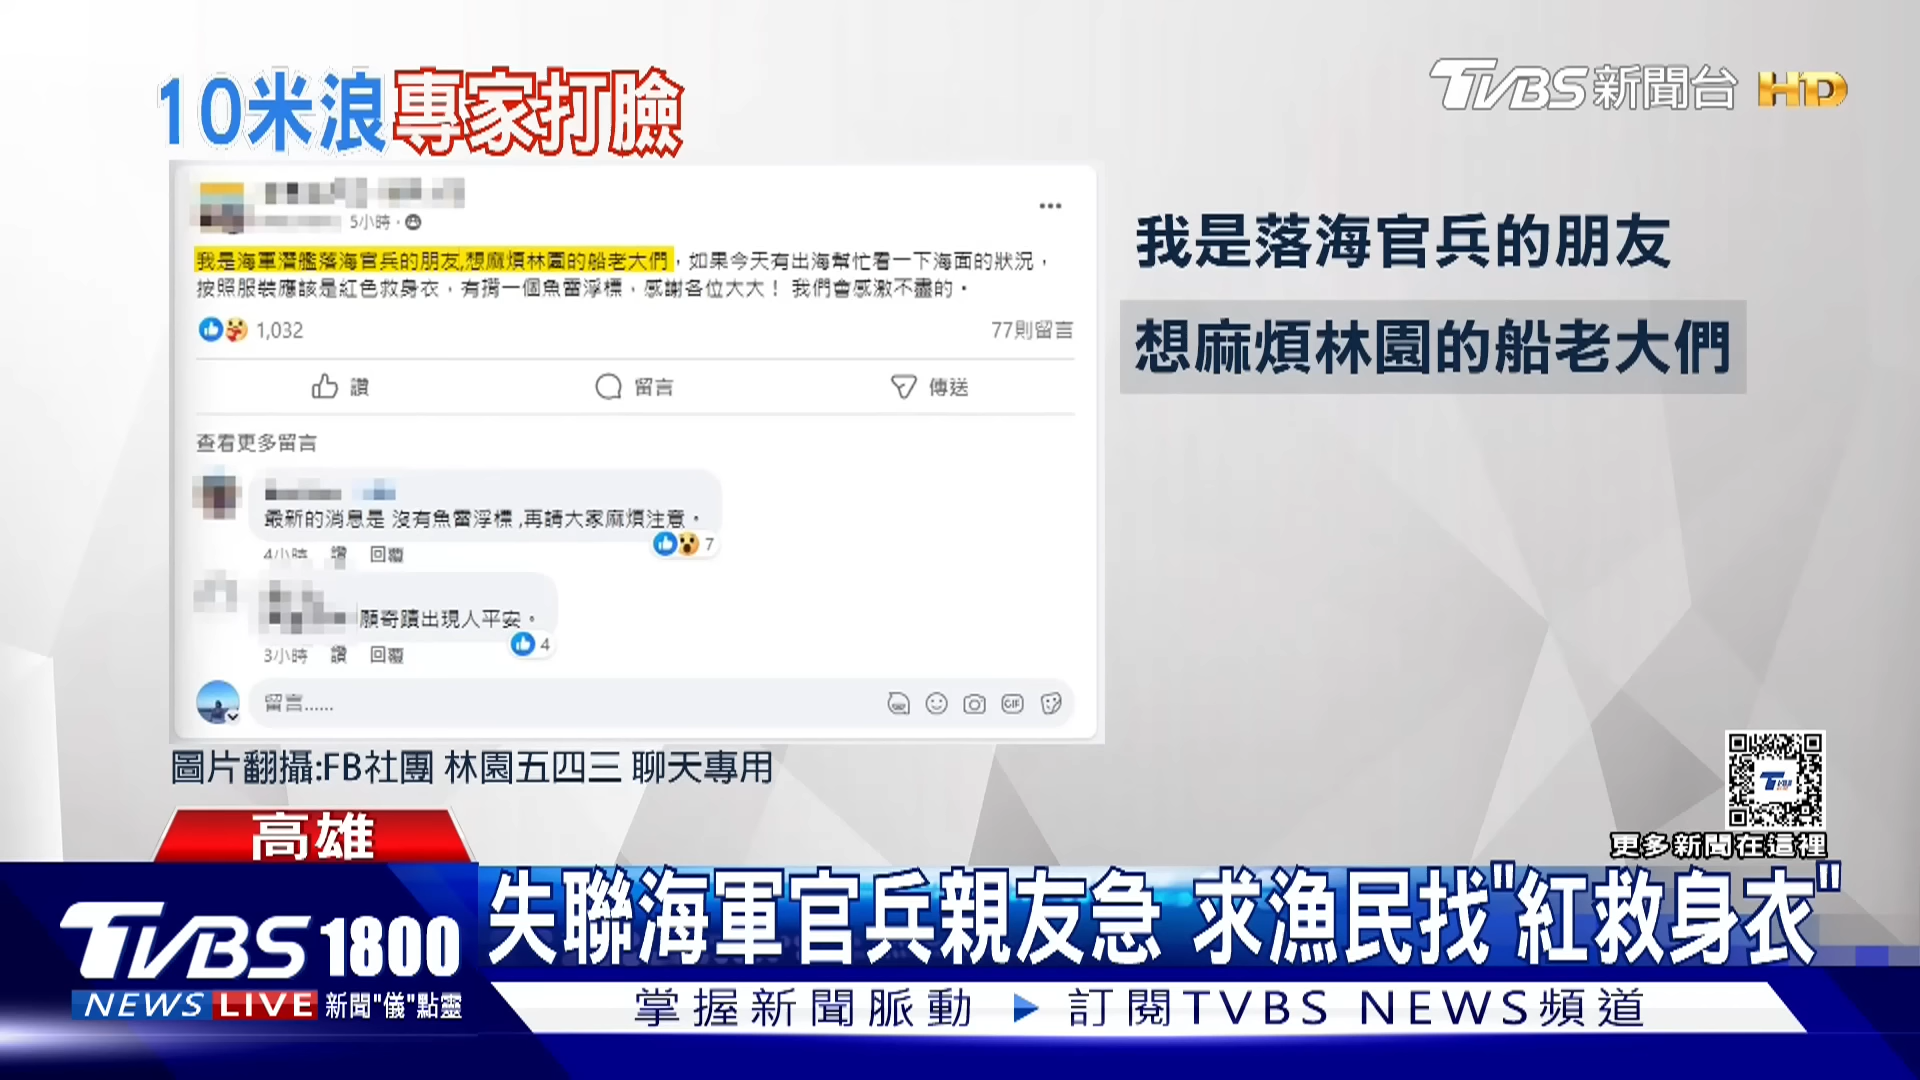 10米浪專家打臉
TVBS新聞台 HD
5小時
我是海軍潛艦落海官兵的朋友,想麻煩林園的船老大們，如果今天有出海幫忙看一下海面的狀況，
按照服裝應該是紅色救身衣，有揹一個魚雷浮標，感謝各位大大！ 我們會感激不盡的。
1,032
77則留言
讚
留言
傳送
查看更多留言
最新的消息是 沒有魚雷浮標 ,再請大家麻煩注意。
7
4小時 讚 回覆
願奇蹟出現人平安。
4
3小時 讚 回覆
留言......
GIF
圖片翻攝:FB社團 林園五四三 聊天專用
我是落海官兵的朋友
想麻煩林園的船老大們
TVBS
更多新聞在這裡
高雄
失聯海軍官兵親友急 求漁民找"紅救身衣"
TVBS 1800
NEWS LIVE 新聞"儀"點靈
掌握新聞脈動 ▶ 訂閱TVBS NEWS頻道